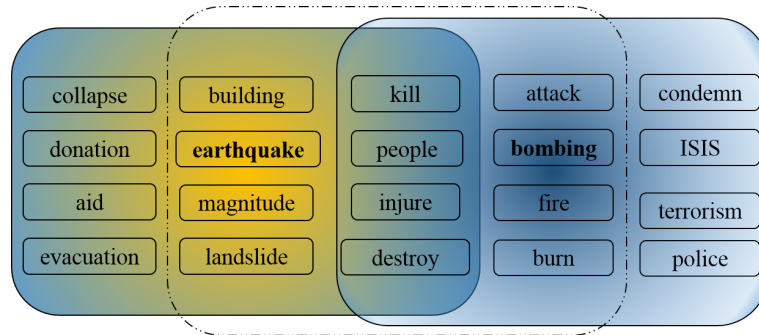 collapse building kill attack condemn
donation earthquake people bombing ISIS
aid magnitude injure fire terrorism
evacuation landslide destroy burn police